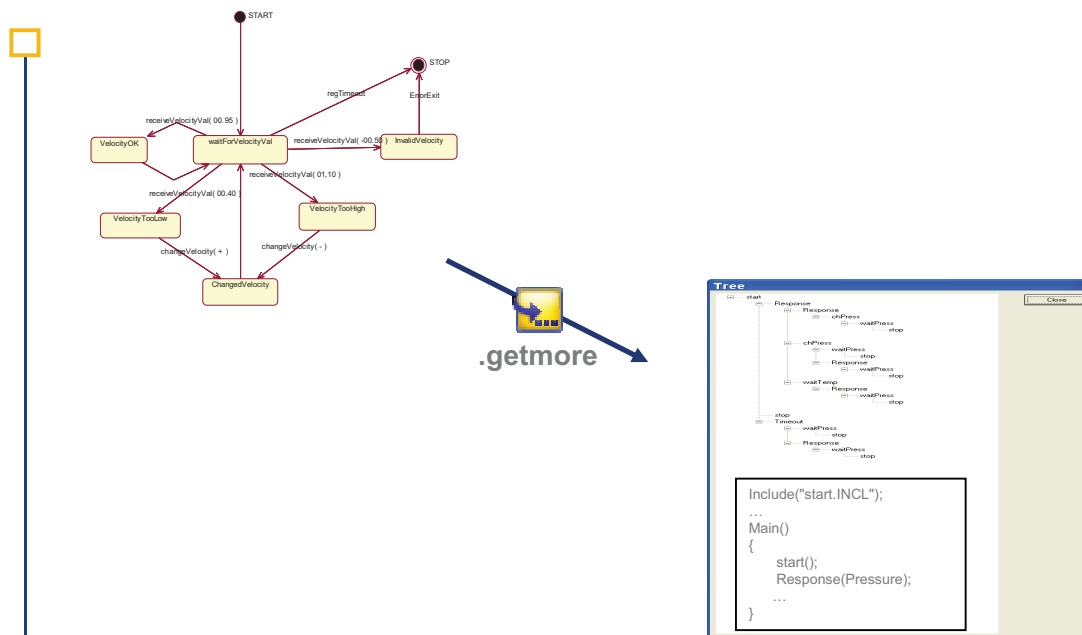 START
STOP
regTimeout
ErrorExit
receiveVelocityVal( 00.95 )
VelocityOK
waitForVelocityVal
receiveVelocityVal( -00.50 )
InvalidVelocity
receiveVelocityVal( 01,10 )
receiveVelocityVal( 00.40 )
VelocityTooLow
VelocityTooHigh
changeVelocity( + )
changeVelocity( - )
ChangedVelocity
.getmore
Tree
Close
start
Response
Response
chPress
waitPress
stop
chPress
waitPress
stop
Response
waitPress
stop
waitTemp
Response
waitPress
stop
stop
Timeout
waitPress
stop
Response
waitPress
stop
Include("start.INCL");
…
Main()
{
start();
Response(Pressure);
…
}